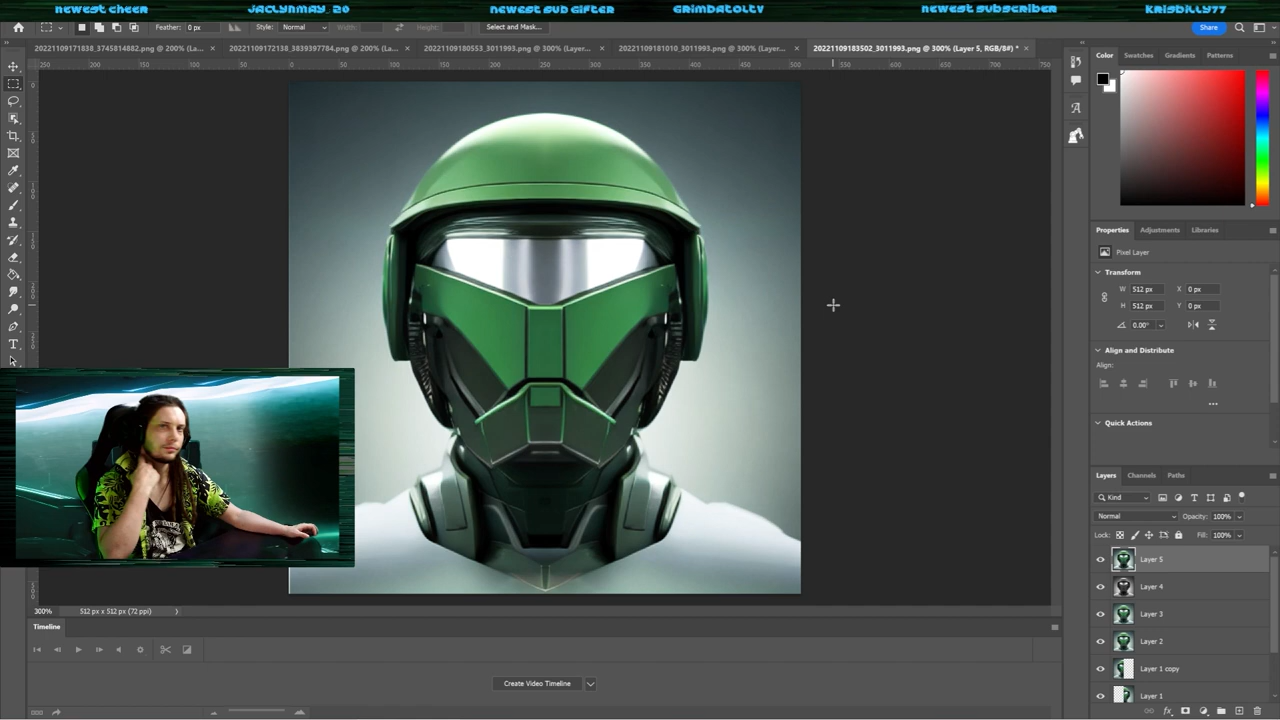 newest cheer JACLYNMAY_20 newest sub gifter GRIMBATOLTV newest subscriber KRISBILLY77
Feather: 0 px Style: Normal Width: Height: Select and Mask... Share
20221109171838_374514882.png @ 200% (La... × 20221109172138_3839397784.png @ 200% (La... × 20221109180553_3011993.png @ 300% (Layer... × 20221109181010_3011993.png @ 300% (Layer... × 20221109183502_3011993.png @ 300% (Layer 5, RGB/8#) * ×
Color Swatches Gradients Patterns
Properties Adjustments Libraries
Pixel Layer
Transform
W 512 px X 0 px
H 512 px Y 0 px
0.00°
Align and Distribute
Align:
...
Quick Actions
Layers Channels Paths
Kind
Normal Opacity: 100%
Lock: Fill: 100%
Layer 5
Layer 4
Layer 3
Layer 2
Layer 1 copy
Layer 1
300% 512 px x 512 px (72 ppi)
Timeline
Create Video Timeline